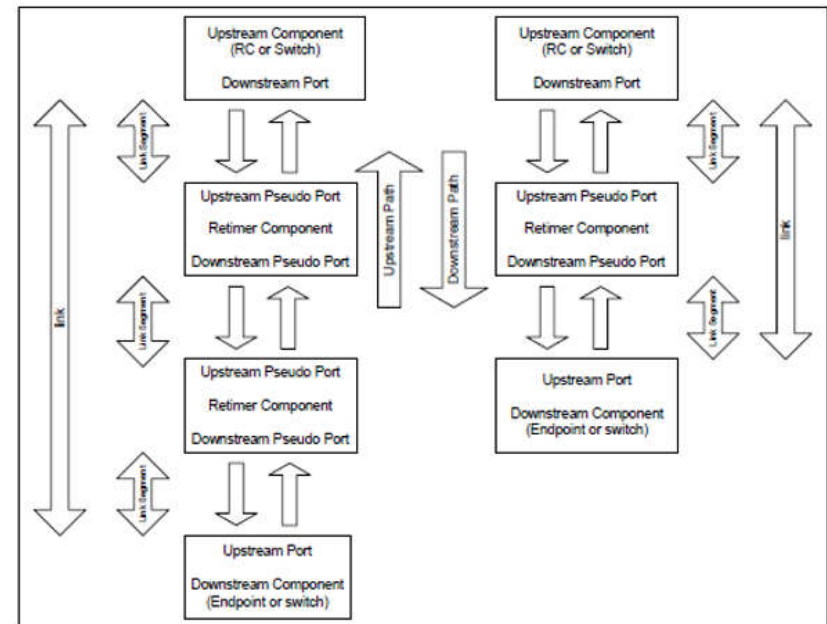 Upstream Component
(RC or Switch)
Downstream Port
Upstream Component
(RC or Switch)
Downstream Port
link
Link Segment
Link Segment
link
Upstream Pseudo Port
Retimer Component
Downstream Pseudo Port
Upstream Path
Downstream Path
Upstream Pseudo Port
Retimer Component
Downstream Pseudo Port
Link Segment
Link Segment
Upstream Pseudo Port
Retimer Component
Downstream Pseudo Port
Upstream Port
Downstream Component
(Endpoint or switch)
Link Segment
Upstream Port
Downstream Component
(Endpoint or switch)